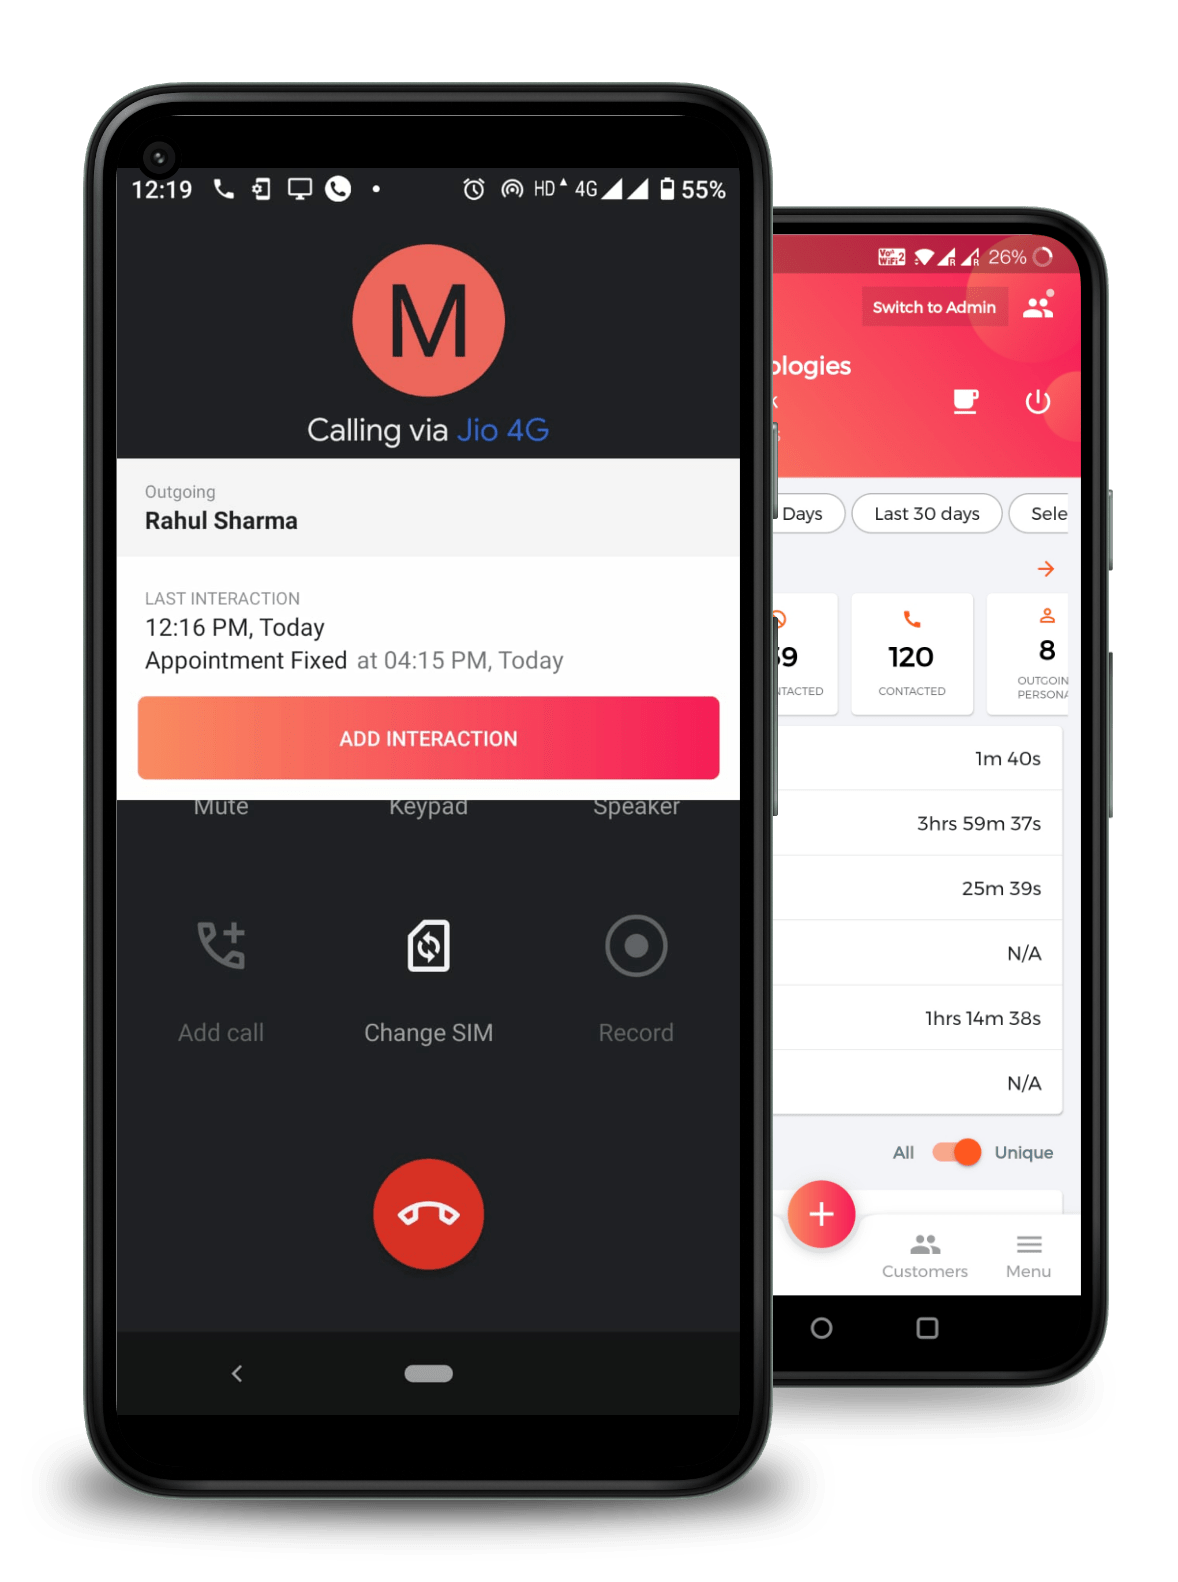 12:19
HD 4G 55%
M
Calling via Jio 4G
Outgoing
Rahul Sharma
LAST INTERACTION
12:16 PM, Today
Appointment Fixed at 04:15 PM, Today
ADD INTERACTION
Mute Keypad Speaker
Add call Change SIM Record
26%
Switch to Admin
ologies
Days Last 30 days Sele
9 120 8
NTACTED CONTACTED OUTGOIN
PERSONA
1m 40s
3hrs 59m 37s
25m 39s
N/A
1hrs 14m 38s
N/A
All Unique
+
Customers Menu